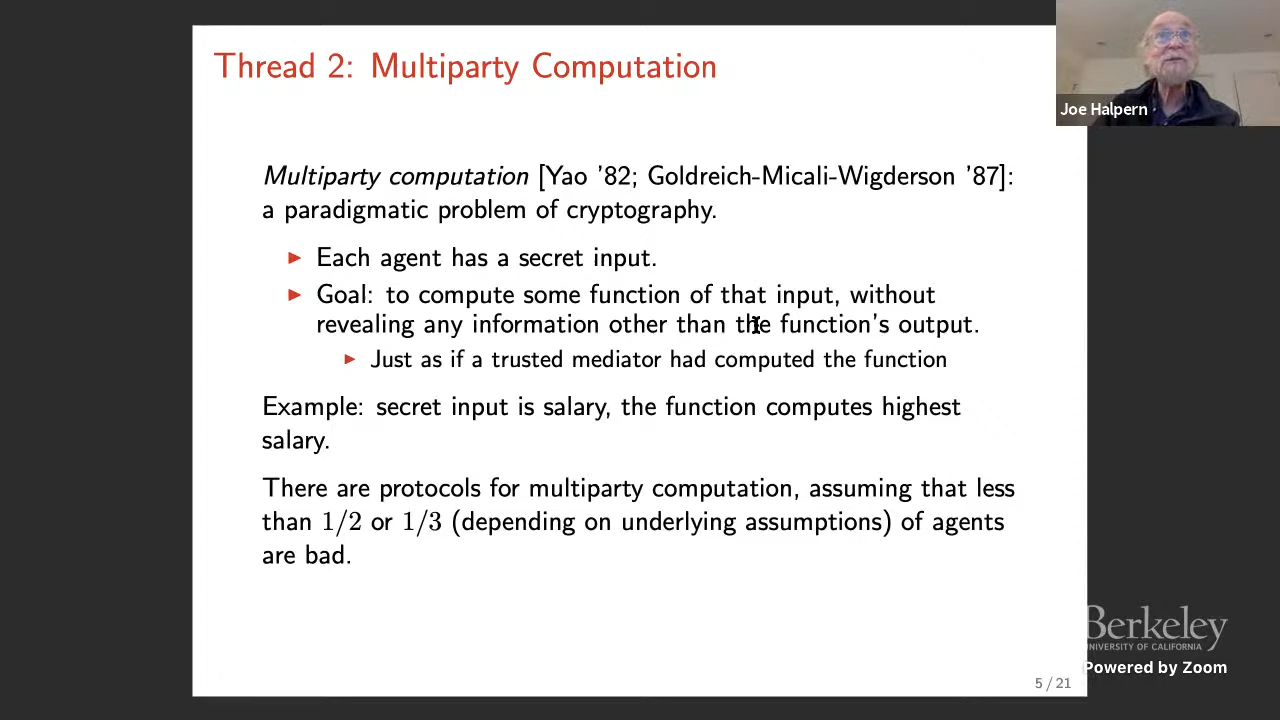 Thread 2: Multiparty Computation
Joe Halpern
Multiparty computation [Yao '82; Goldreich-Micali-Wigderson '87]:
a paradigmatic problem of cryptography.
Each agent has a secret input.
Goal: to compute some function of that input, without
revealing any information other than the function's output.
Just as if a trusted mediator had computed the function
Example: secret input is salary, the function computes highest
salary.
There are protocols for multiparty computation, assuming that less
than 1/2 or 1/3 (depending on underlying assumptions) of agents
are bad.
Berkeley
UNIVERSITY OF CALIFORNIA
Powered by Zoom
5 / 21